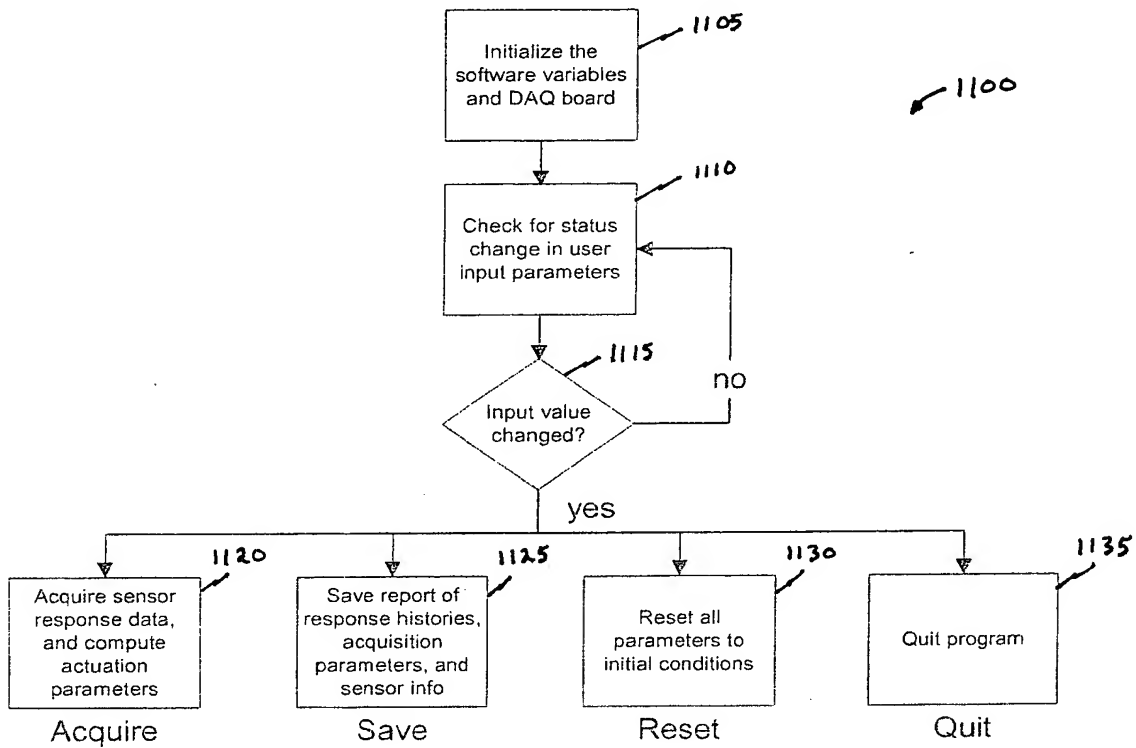 1105
Initialize the
software variables
and DAQ board
1100
1110
Check for status
change in user
input parameters
1115
no
Input value
changed?
yes
1120
1125
1130
1135
Acquire sensor
response data,
and compute
actuation
parameters
Save report of
response histories,
acquisition
parameters, and
sensor info
Reset all
parameters to
initial conditions
Quit program
Acquire
Save
Reset
Quit